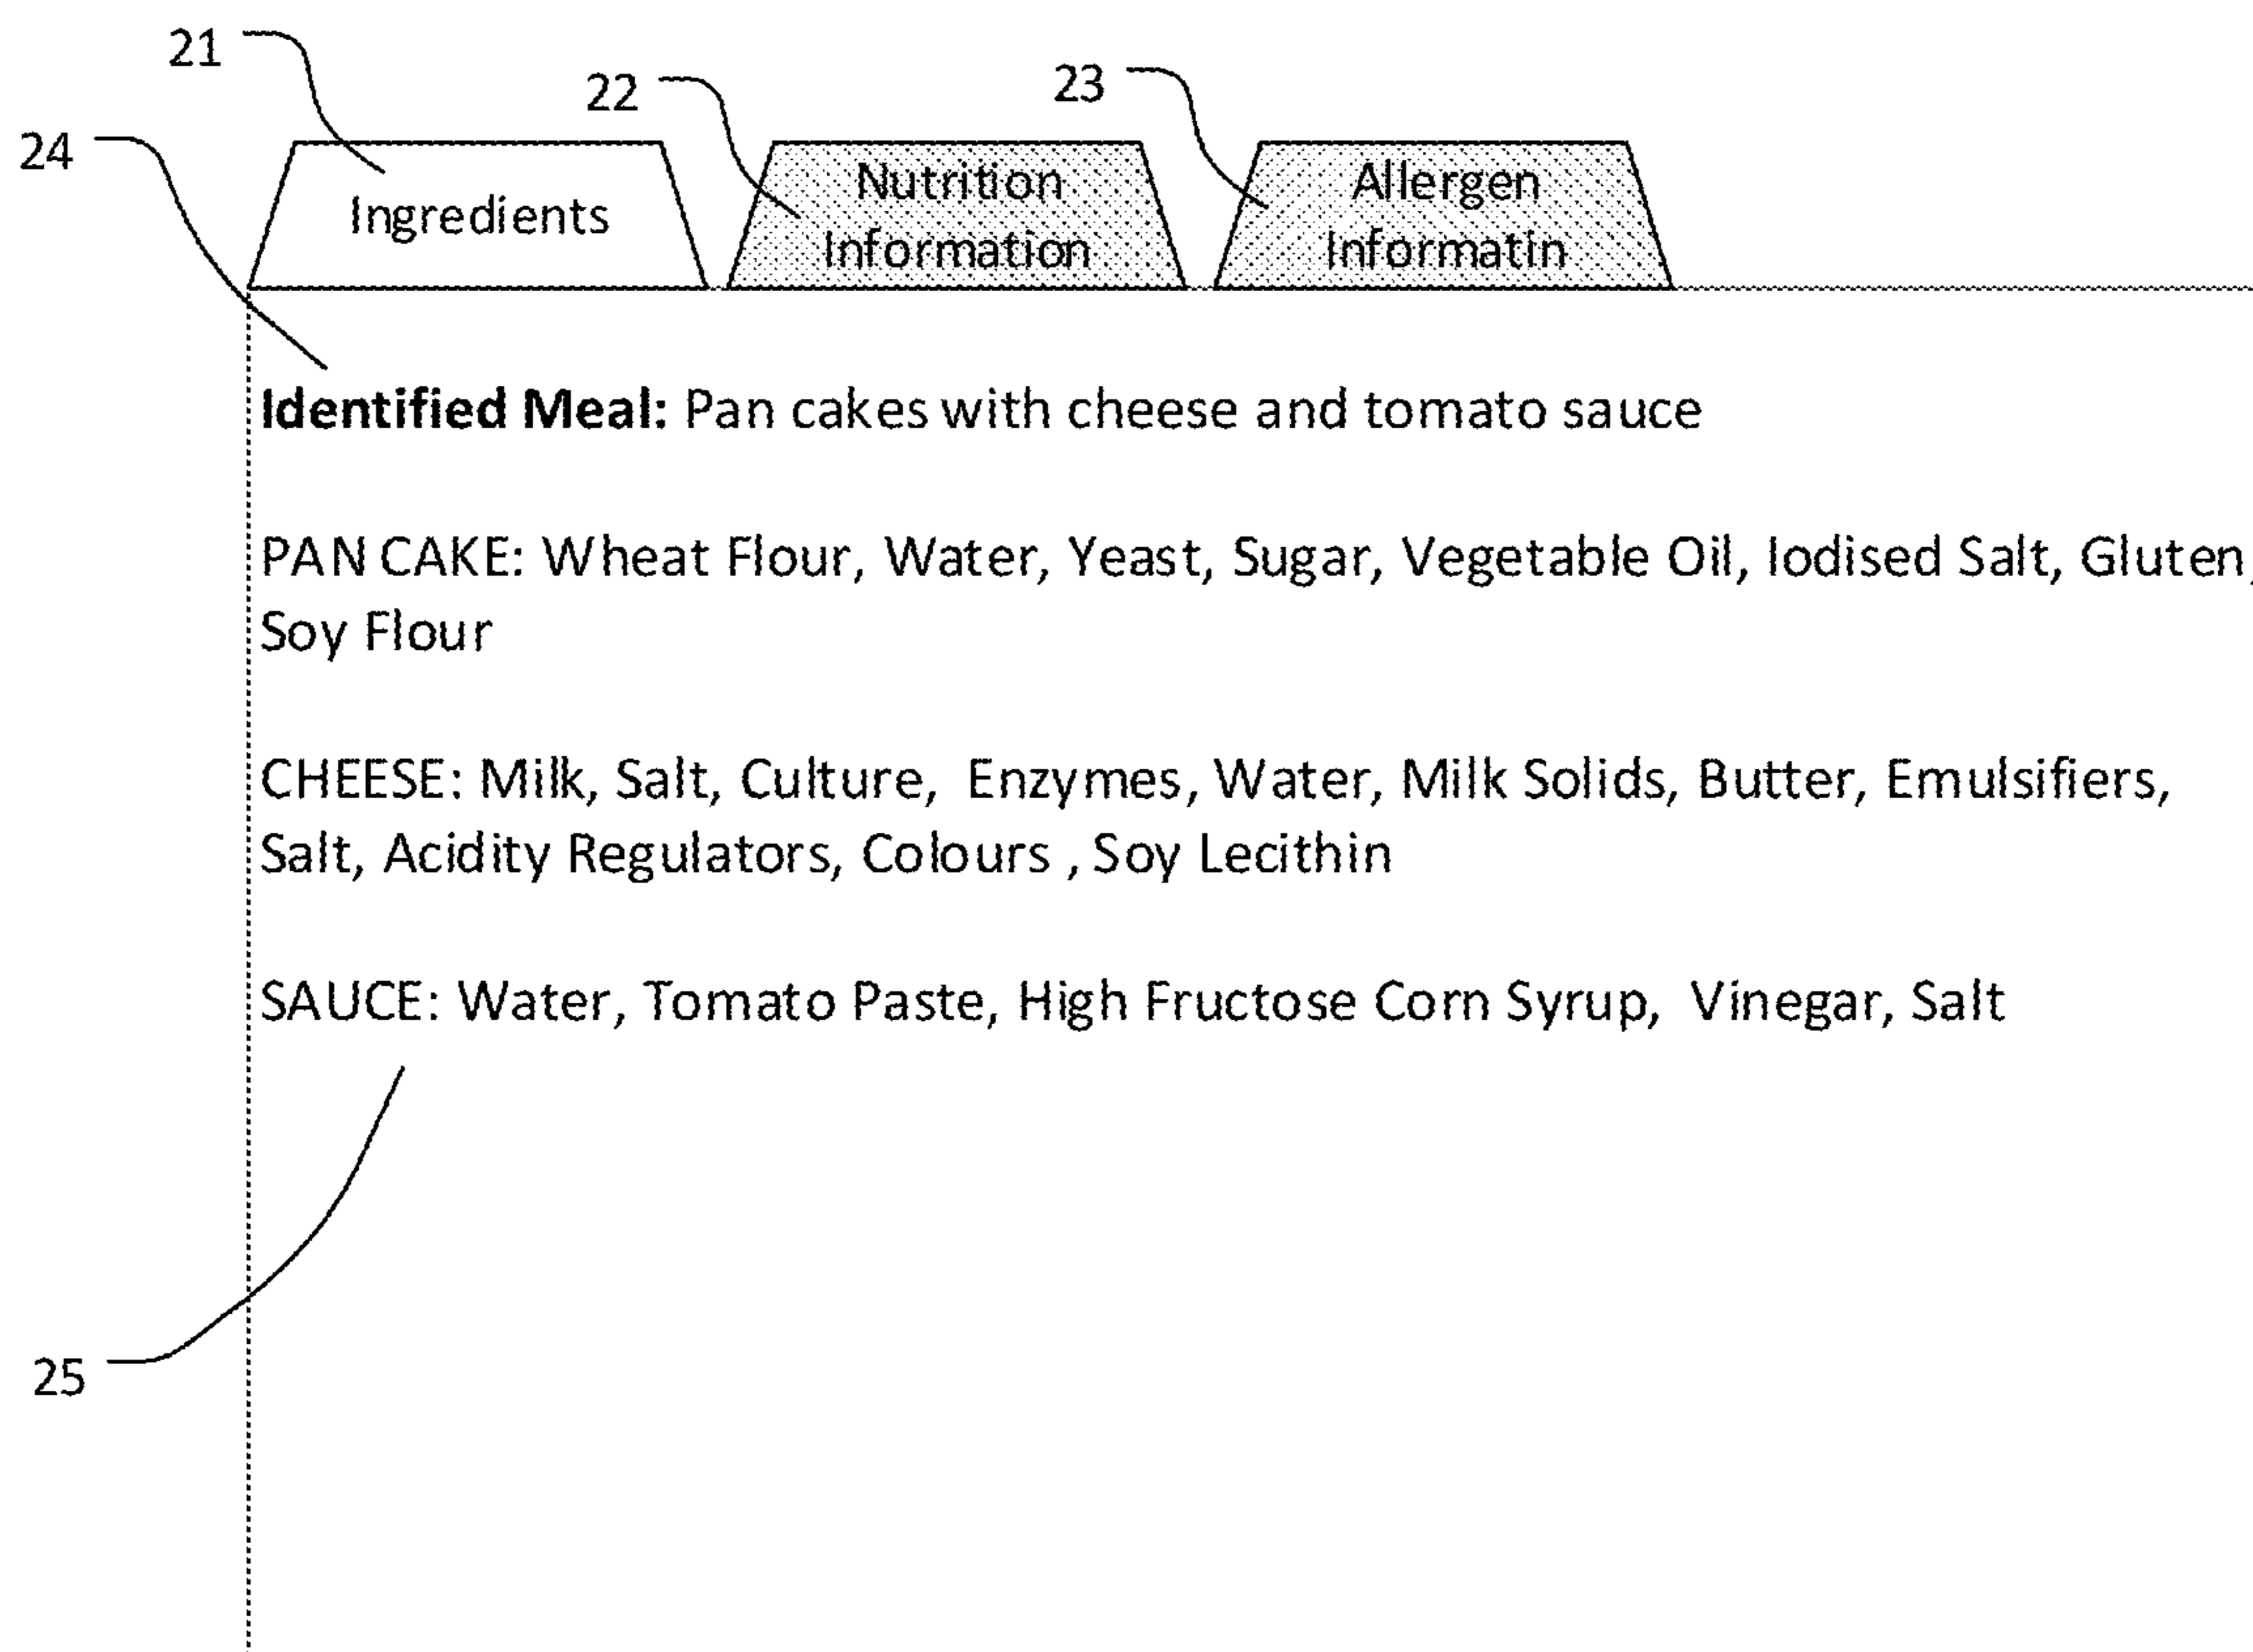 21
22
23
24
Ingredients
Nutrition
Information
Allergen
Informatin
Identified Meal: Pan cakes with cheese and tomato sauce
PAN CAKE: Wheat Flour, Water, Yeast, Sugar, Vegetable Oil, Iodised Salt, Gluten,
Soy Flour
CHEESE: Milk, Salt, Culture, Enzymes, Water, Milk Solids, Butter, Emulsifiers,
Salt, Acidity Regulators, Colours , Soy Lecithin
SAUCE: Water, Tomato Paste, High Fructose Corn Syrup, Vinegar, Salt
25